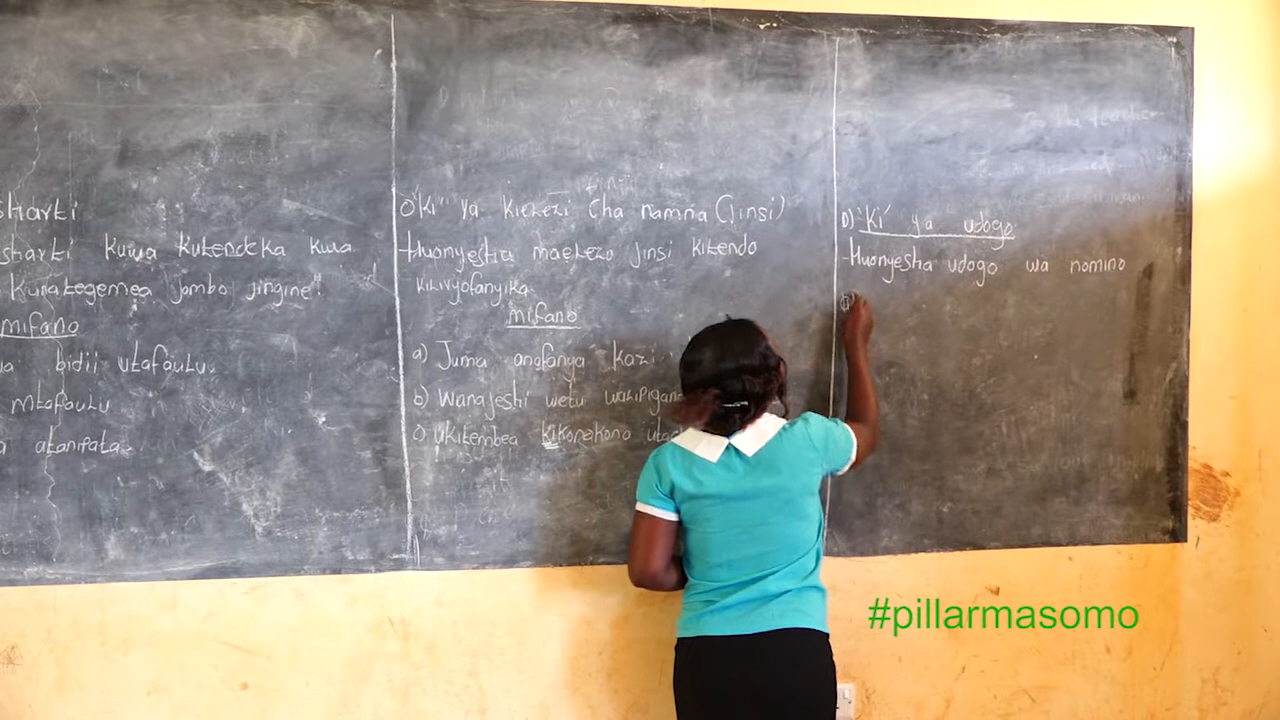 sharti
sharti kuwa kutendeka kwa
kunategemea jambo jingine.
mifano
bidii utafaulu.
mtafaulu
atanipata.
"Ki" ya kielezi cha namna (jinsi)
Huonyesha maelezo jinsi kitendo
kilivyofanyika.
mifano
a) Juma anafanya kazi
b) Wanajeshi wetu walipigana
c) ukitembea kikonokono
D) 'Ki' ya udogo
-Huonyesha udogo wa nomino
#pillarmasomo